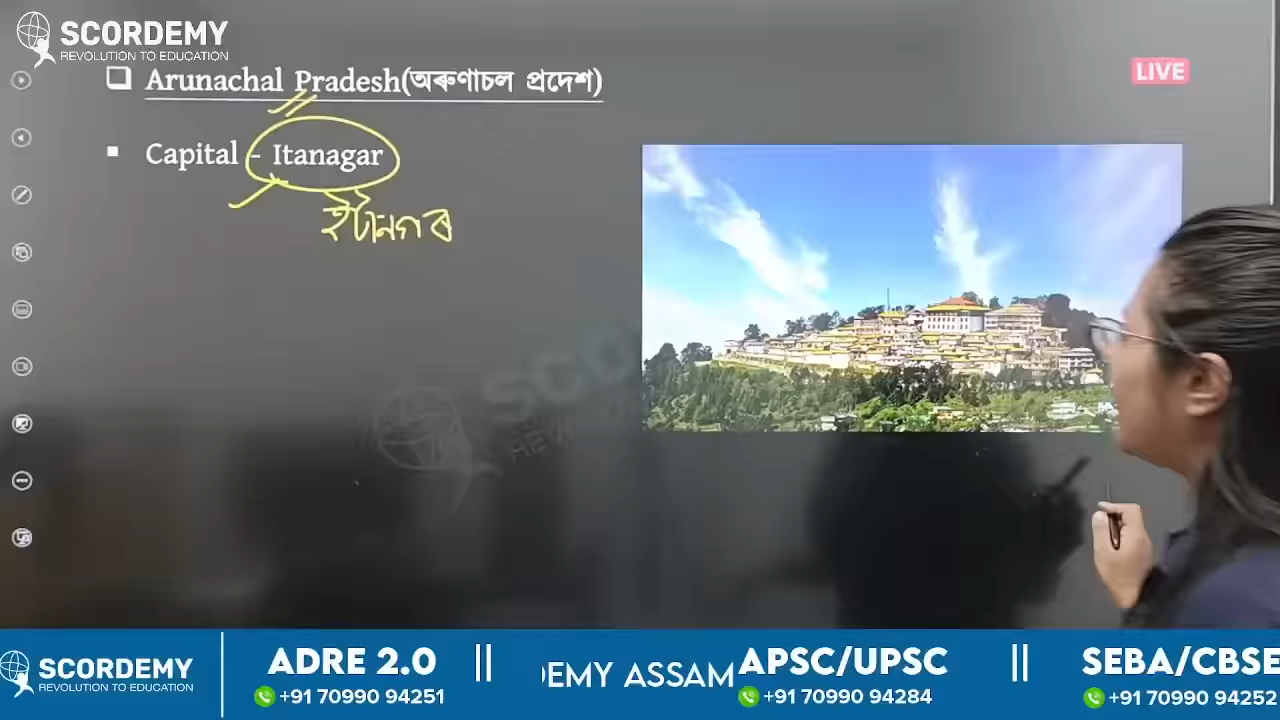 SCORDEMY
REVOLUTION TO EDUCATION
Arunachal Pradesh(অৰুণাচল প্ৰদেশ)
LIVE
Capital - Itanagar
ইটানগৰ
SCORDEMY
REVOLUTION TO EDUCATION
ADRE 2.0 || DEMY ASSAM APSC/UPSC || SEBA/CBSE
+91 70990 94251 +91 70990 94284 +91 70990 94252